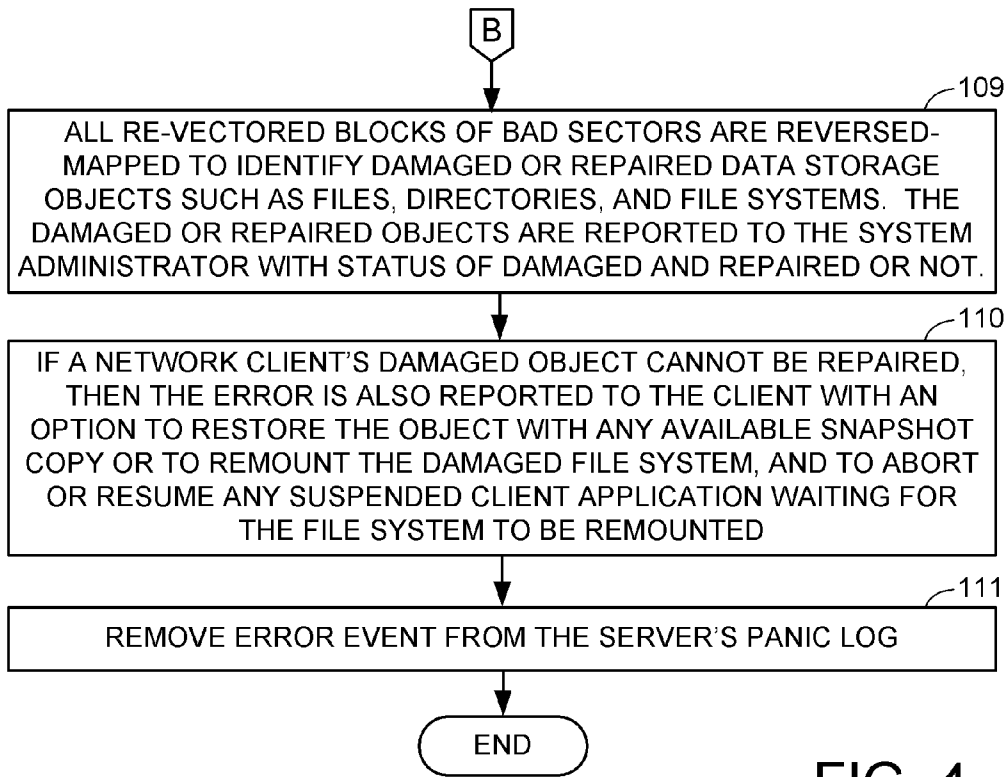 B
109
ALL RE-VECTORED BLOCKS OF BAD SECTORS ARE REVERSED-
MAPPED TO IDENTIFY DAMAGED OR REPAIRED DATA STORAGE
OBJECTS SUCH AS FILES, DIRECTORIES, AND FILE SYSTEMS. THE
DAMAGED OR REPAIRED OBJECTS ARE REPORTED TO THE SYSTEM
ADMINISTRATOR WITH STATUS OF DAMAGED AND REPAIRED OR NOT.
110
IF A NETWORK CLIENT'S DAMAGED OBJECT CANNOT BE REPAIRED,
THEN THE ERROR IS ALSO REPORTED TO THE CLIENT WITH AN
OPTION TO RESTORE THE OBJECT WITH ANY AVAILABLE SNAPSHOT
COPY OR TO REMOUNT THE DAMAGED FILE SYSTEM, AND TO ABORT
OR RESUME ANY SUSPENDED CLIENT APPLICATION WAITING FOR
THE FILE SYSTEM TO BE REMOUNTED
111
REMOVE ERROR EVENT FROM THE SERVER'S PANIC LOG
END
FIG. 4